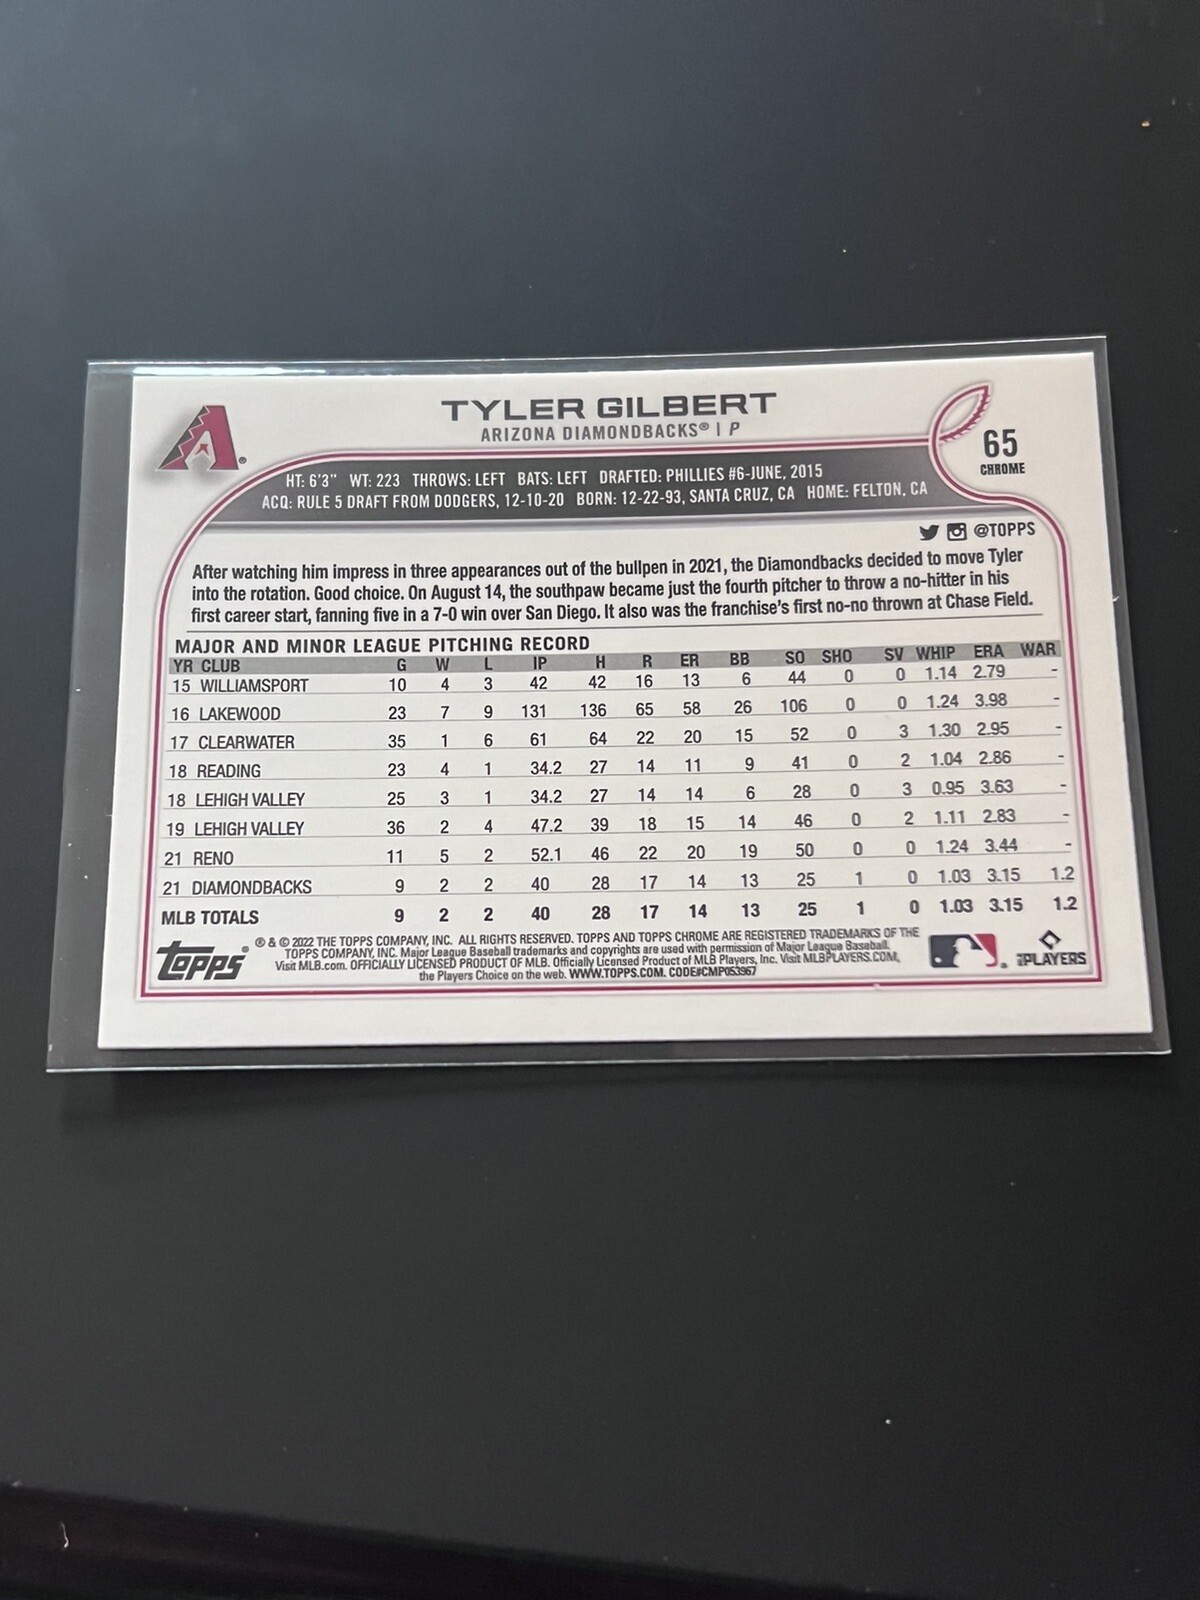 TYLER GILBERT
ARIZONA DIAMONDBACKS® | P
65
CHROME
HT: 6'3" WT: 223 THROWS: LEFT BATS: LEFT DRAFTED: PHILLIES #6-JUNE, 2015
ACQ: RULE 5 DRAFT FROM DODGERS, 12-10-20 BORN: 12-22-93, SANTA CRUZ, CA HOME: FELTON, CA
@TOPPS
After watching him impress in three appearances out of the bullpen in 2021, the Diamondbacks decided to move Tyler
into the rotation. Good choice. On August 14, the southpaw became just the fourth pitcher to throw a no-hitter in his
first career start, fanning five in a 7-0 win over San Diego. It also was the franchise's first no-no thrown at Chase Field.
MAJOR AND MINOR LEAGUE PITCHING RECORD
YR CLUB G W L IP H R ER BB SO SHO SV WHIP ERA WAR
15 WILLIAMSPORT 10 4 3 42 42 16 13 6 44 0 0 1.14 2.79 -
16 LAKEWOOD 23 7 9 131 136 65 58 26 106 0 0 1.24 3.98 -
17 CLEARWATER 35 1 6 61 64 22 20 15 52 0 3 1.30 2.95 -
18 READING 23 4 1 34.2 27 14 11 9 41 0 2 1.04 2.86 -
18 LEHIGH VALLEY 25 3 1 34.2 27 14 14 6 28 0 3 0.95 3.63 -
19 LEHIGH VALLEY 36 2 4 47.2 39 18 15 14 46 0 2 1.11 2.83 -
21 RENO 11 5 2 52.1 46 22 20 19 50 0 0 1.24 3.44 -
21 DIAMONDBACKS 9 2 2 40 28 17 14 13 25 1 0 1.03 3.15 1.2
MLB TOTALS 9 2 2 40 28 17 14 13 25 1 0 1.03 3.15 1.2
Topps®
® & © 2022 THE TOPPS COMPANY, INC. ALL RIGHTS RESERVED. TOPPS AND TOPPS CHROME ARE REGISTERED TRADEMARKS OF THE
TOPPS COMPANY, INC. Major League Baseball trademarks and copyrights are used with permission of Major League Baseball.
Visit MLB.com. OFFICIALLY LICENSED PRODUCT OF MLB. Officially Licensed Product of MLB Players, Inc. Visit MLBPLAYERS.COM,
the Players Choice on the web. WWW.TOPPS.COM. CODE#CMP053967
PLAYERS